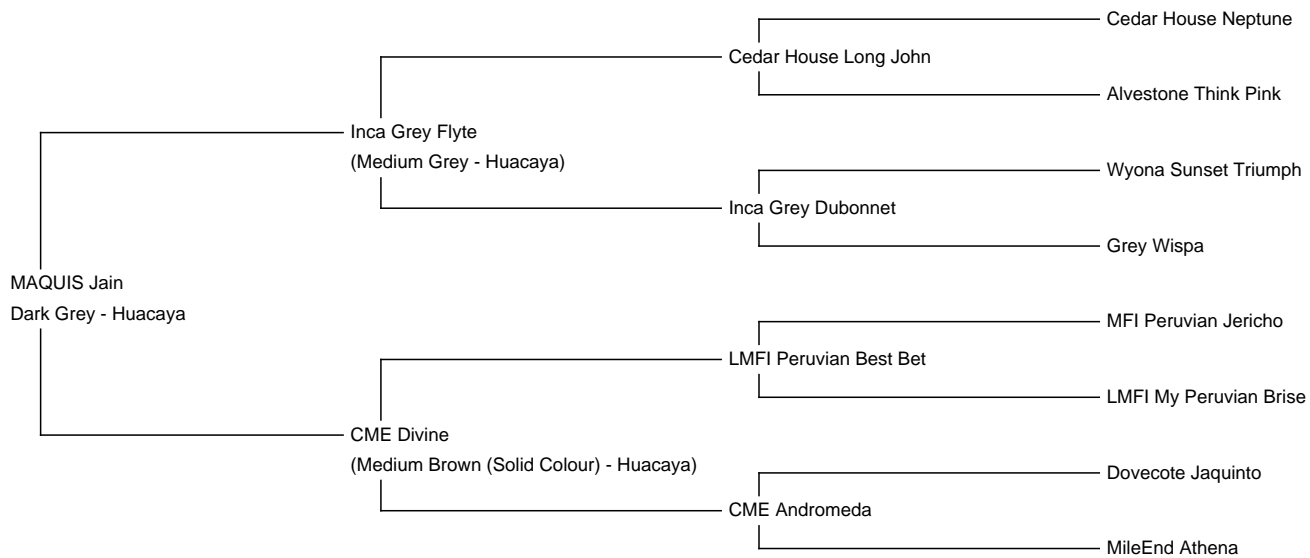 Cedar House Neptune
Cedar House Long John
Alvestone Think Pink
Inca Grey Flyte
(Medium Grey - Huacaya)
Wyona Sunset Triumph
Inca Grey Dubonnet
Grey Wispa
MAQUIS Jain
Dark Grey - Huacaya
MFI Peruvian Jericho
LMFI Peruvian Best Bet
LMFI My Peruvian Brise
CME Divine
(Medium Brown (Solid Colour) - Huacaya)
Dovecote Jaquinto
CME Andromeda
MileEnd Athena